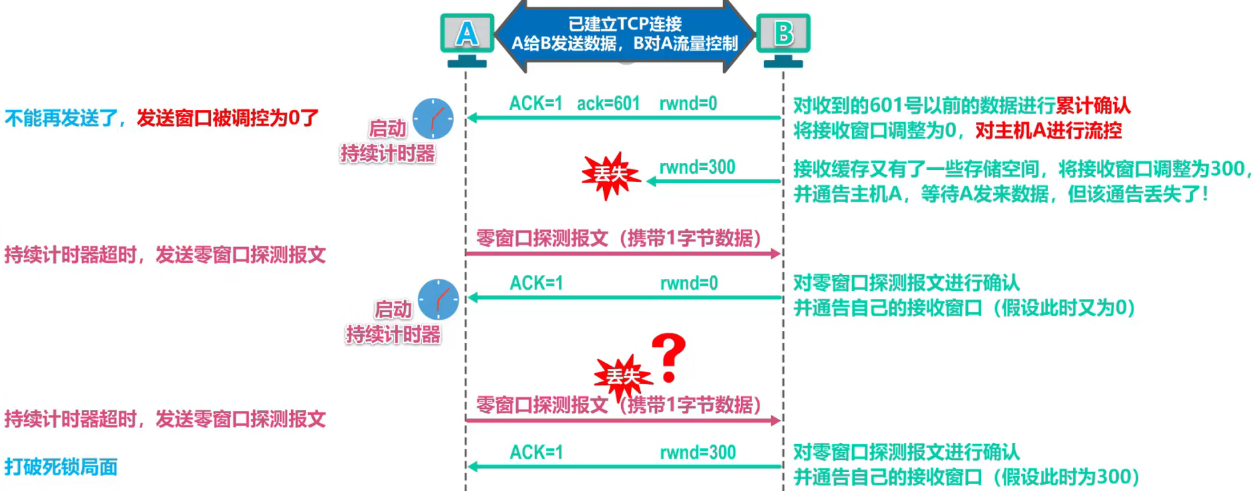 已建立TCP连接
A给B发送数据，B对A流量控制
A
B
不能再发送了，发送窗口被调控为0了
启动
持续计时器
ACK=1 ack=601 rwnd=0
对收到的601号以前的数据进行累计确认
将接收窗口调整为0，对主机A进行流控
丢失
rwnd=300
接收缓存又有了一些存储空间，将接收窗口调整为300，
并通告主机A，等待A发来数据，但该通告丢失了！
持续计时器超时，发送零窗口探测报文
零窗口探测报文（携带1字节数据）
启动
持续计时器
ACK=1 rwnd=0
对零窗口探测报文进行确认
并通告自己的接收窗口（假设此时又为0）
丢失
?
持续计时器超时，发送零窗口探测报文
零窗口探测报文（携带1字节数据）
打破死锁局面
ACK=1 rwnd=300
对零窗口探测报文进行确认
并通告自己的接收窗口（假设此时为300）